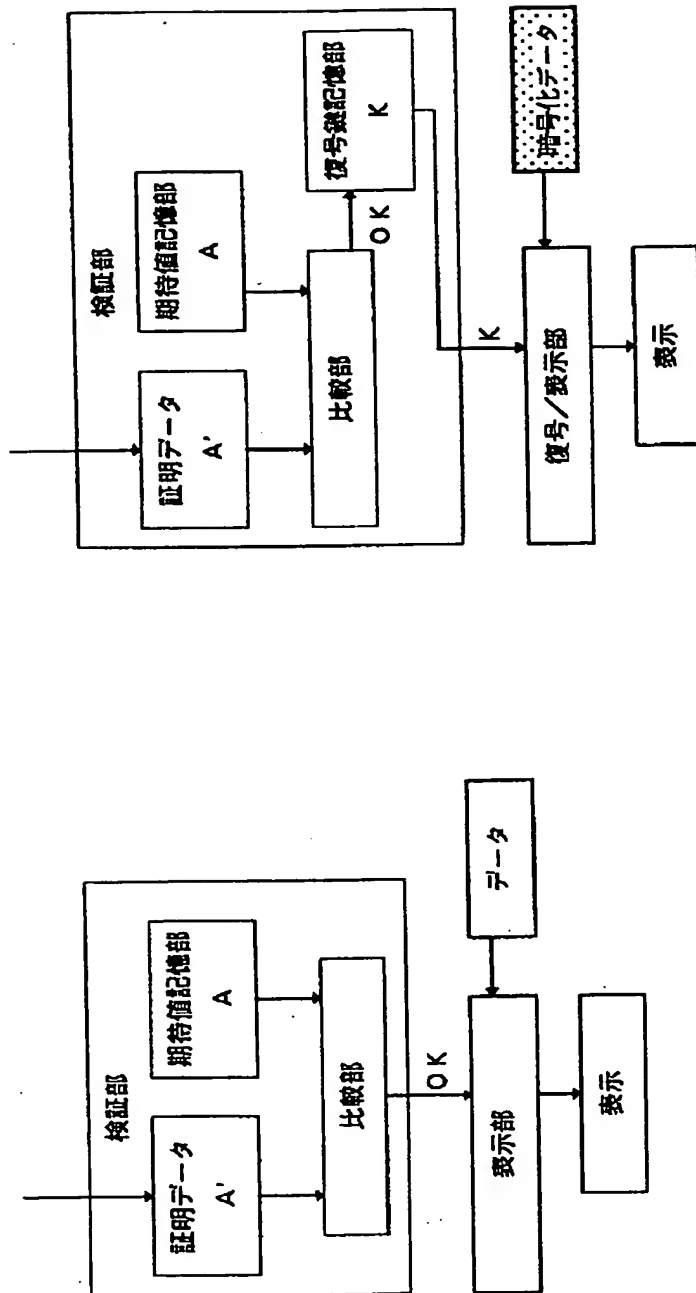 検証部
証明データ
A'
期待値記憶部
A
比較部
OK
表示部
データ
表示
検証部
証明データ
A'
期待値記憶部
A
比較部
OK
復号鍵記憶部
K
K
復号／表示部
暗号化データ
表示